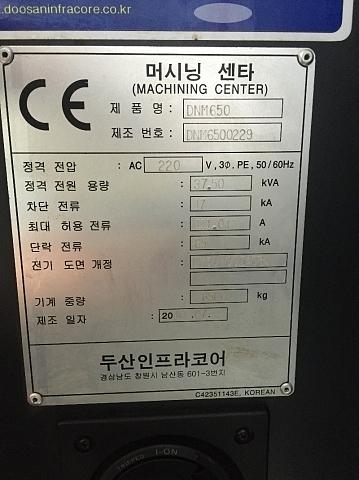 .doosaninfracore.co.kr
CE
머시닝 센타
(MACHINING CENTER)
제 품 명 : DNM650
제조 번호 : DNM6500229
정격 전압 : AC 220 V, 3Φ. PE, 50/60Hz
정격 전원 용량 : 37.50 kVA
차단 전류 : kA
최대 허용 전류 : A
단락 전류 : kA
전기 도면 개정 :
기계 중량 : kg
제조 일자 : 20
두산인프라코어
경상남도 창원시 남산동 601-3번지
C42351143E, KOREAN
TRIPPED I-ON